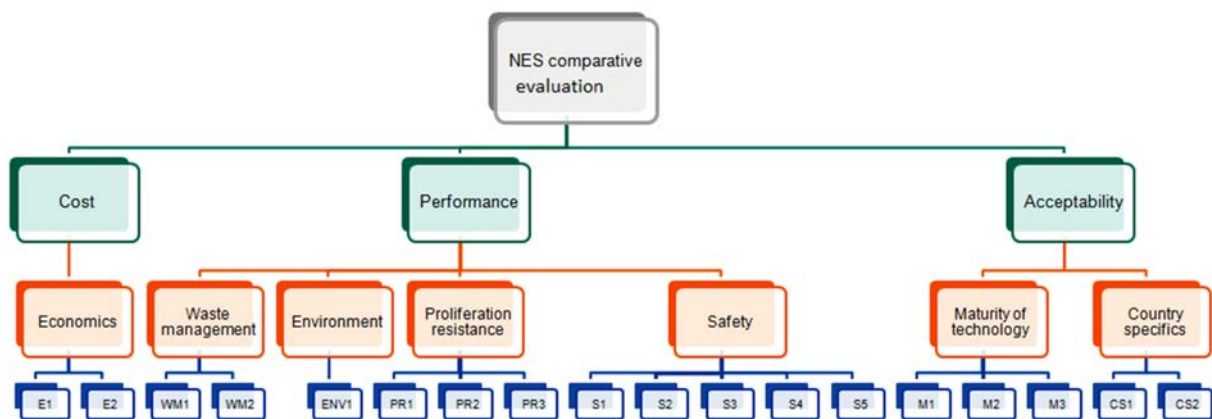 NES comparative
evaluation
Cost
Performance
Acceptability
Economics
Waste
management
Environment
Proliferation
resistance
Safety
Maturity of
technology
Country
specifics
E1
E2
WM1
WM2
ENV1
PR1
PR2
PR3
S1
S2
S3
S4
S5
M1
M2
M3
CS1
CS2